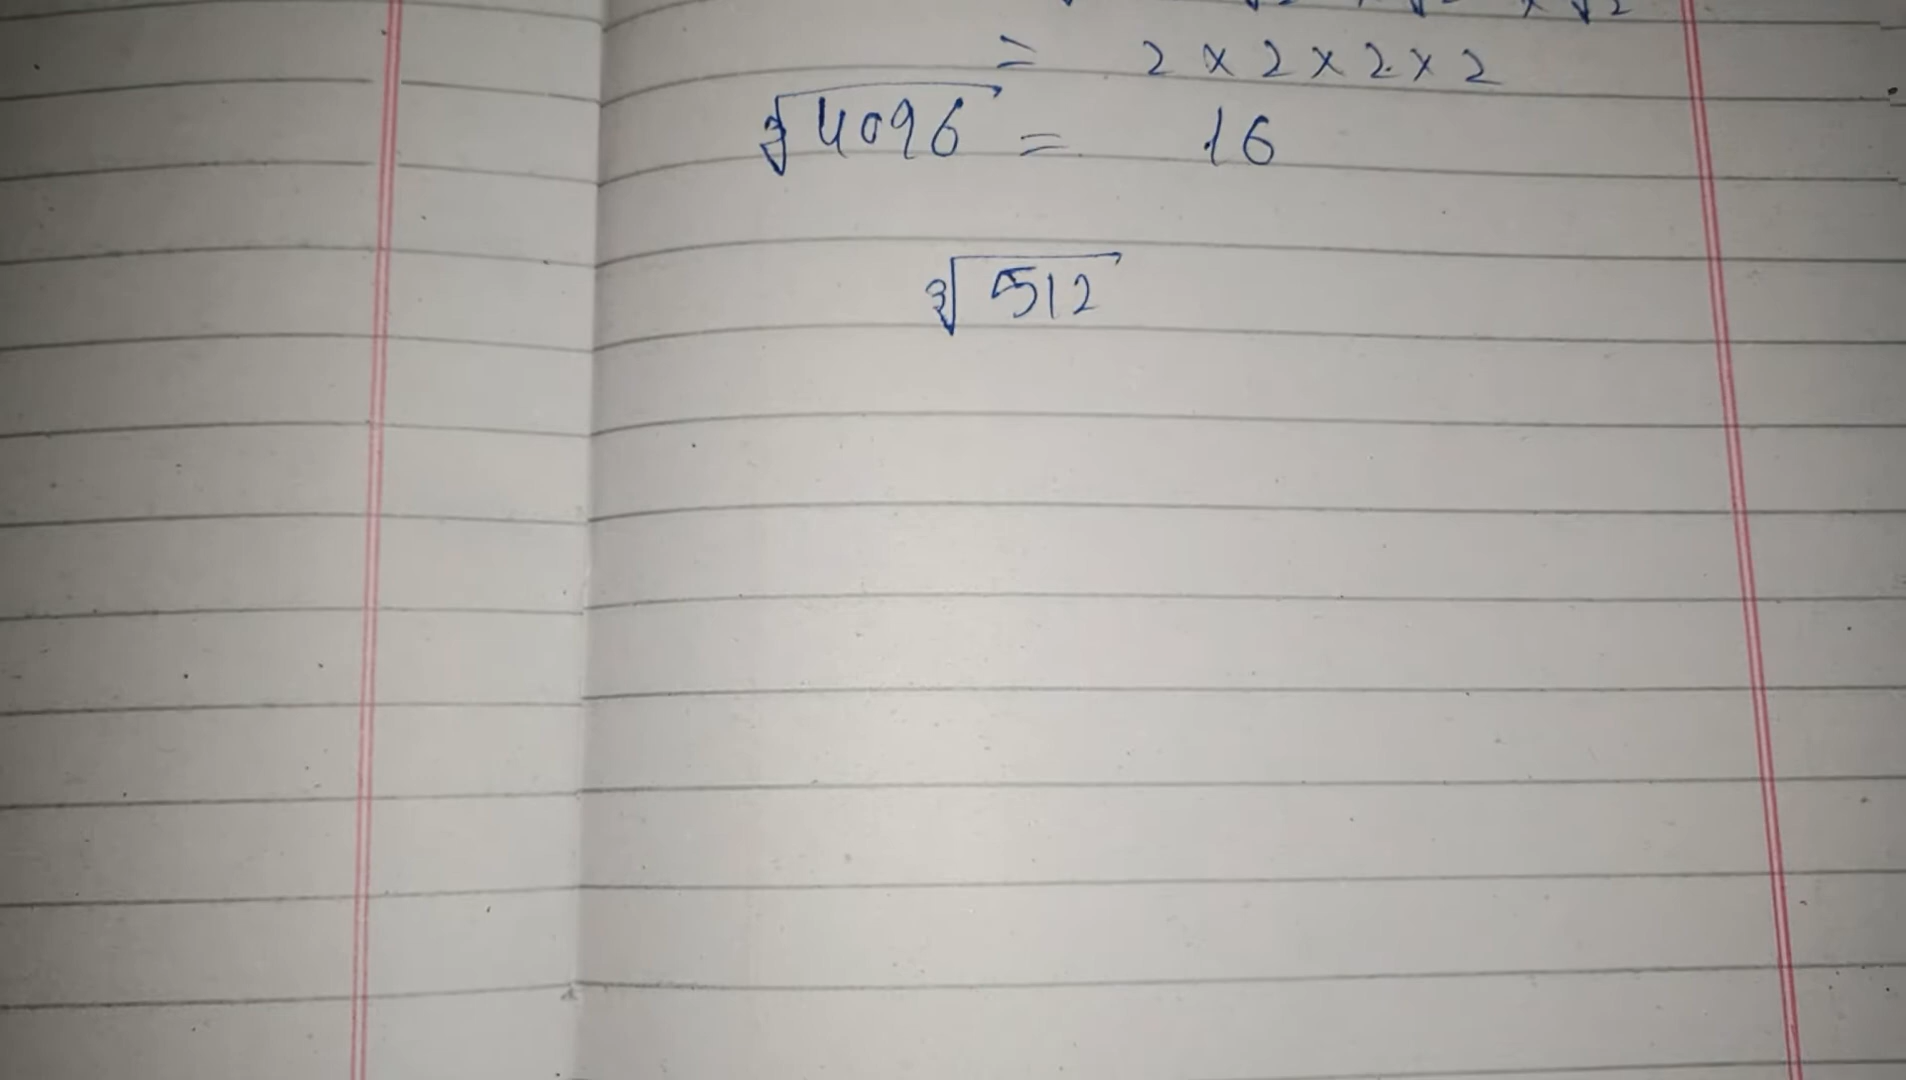 = 2 × 2 × 2 × 2
∛4096 = 16
∛512